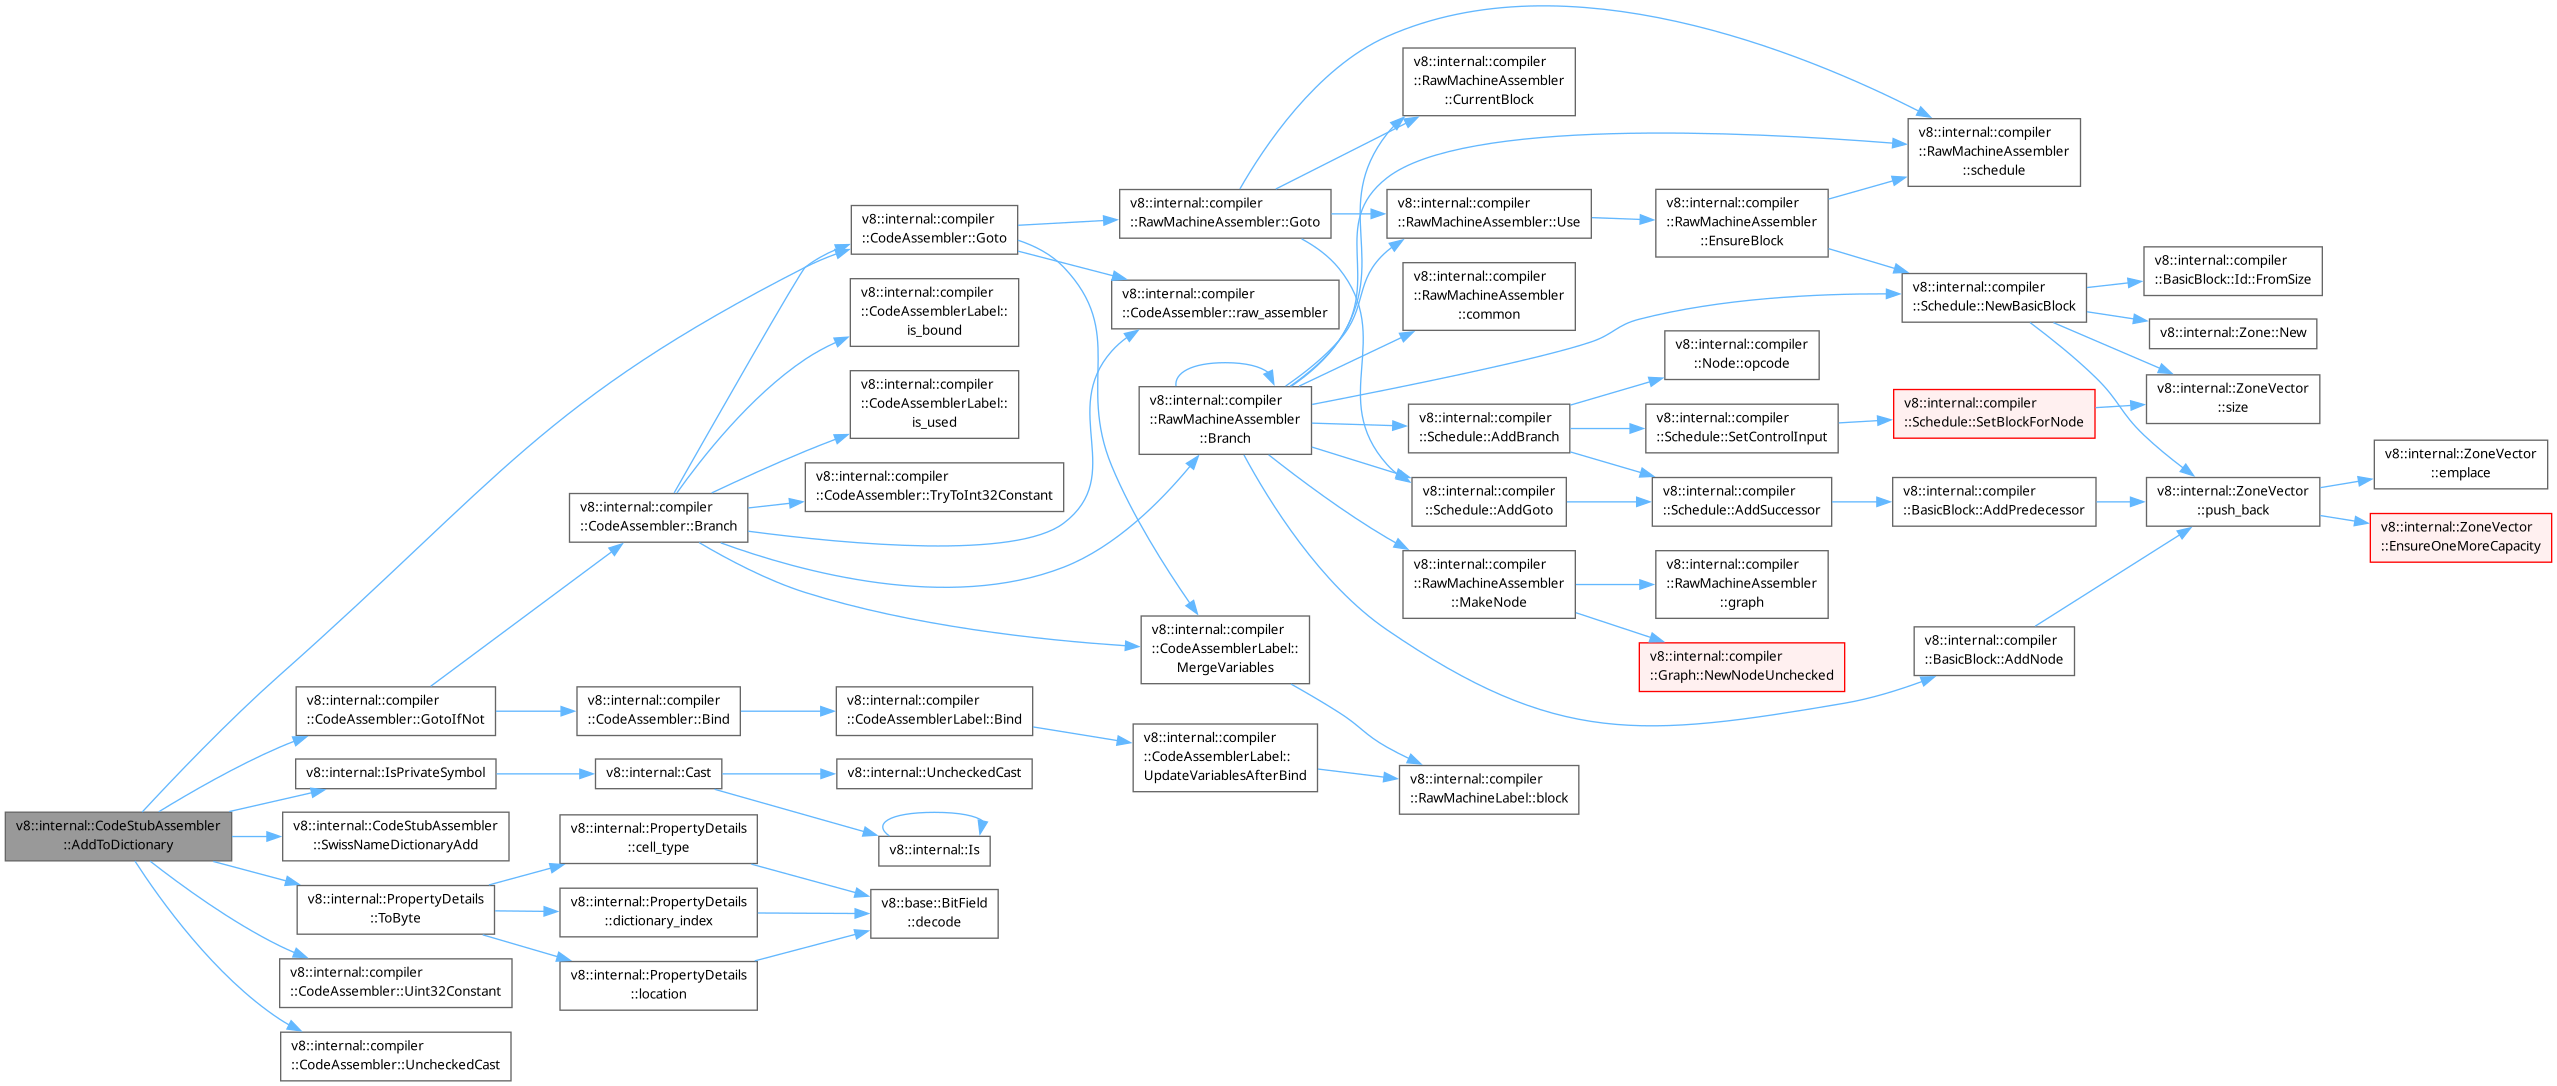 v8::internal::CodeStubAssembler
::AddToDictionary
v8::internal::compiler
::CodeAssembler::GotoIfNot
v8::internal::IsPrivateSymbol
v8::internal::CodeStubAssembler
::SwissNameDictionaryAdd
v8::internal::PropertyDetails
::ToByte
v8::internal::compiler
::CodeAssembler::Uint32Constant
v8::internal::compiler
::CodeAssembler::UncheckedCast
v8::internal::compiler
::CodeAssembler::Branch
v8::internal::compiler
::CodeAssembler::Bind
v8::internal::Cast
v8::internal::PropertyDetails
::cell_type
v8::internal::PropertyDetails
::dictionary_index
v8::internal::PropertyDetails
::location
v8::internal::compiler
::CodeAssembler::Goto
v8::internal::compiler
::CodeAssemblerLabel::
is_bound
v8::internal::compiler
::CodeAssemblerLabel::
is_used
v8::internal::compiler
::CodeAssembler::TryToInt32Constant
v8::internal::compiler
::CodeAssemblerLabel::Bind
v8::internal::UncheckedCast
v8::internal::Is
v8::base::BitField
::decode
v8::internal::compiler
::RawMachineAssembler::Goto
v8::internal::compiler
::CodeAssembler::raw_assembler
v8::internal::compiler
::RawMachineAssembler
::Branch
v8::internal::compiler
::CodeAssemblerLabel::
MergeVariables
v8::internal::compiler
::CodeAssemblerLabel::
UpdateVariablesAfterBind
v8::internal::compiler
::RawMachineAssembler
::CurrentBlock
v8::internal::compiler
::RawMachineAssembler::Use
v8::internal::compiler
::RawMachineAssembler
::common
v8::internal::compiler
::Schedule::AddBranch
v8::internal::compiler
::Schedule::AddGoto
v8::internal::compiler
::RawMachineAssembler
::MakeNode
v8::internal::compiler
::RawMachineLabel::block
v8::internal::compiler
::RawMachineAssembler
::EnsureBlock
v8::internal::compiler
::Node::opcode
v8::internal::compiler
::Schedule::SetControlInput
v8::internal::compiler
::Schedule::AddSuccessor
v8::internal::compiler
::RawMachineAssembler
::graph
v8::internal::compiler
::Graph::NewNodeUnchecked
v8::internal::compiler
::RawMachineAssembler
::schedule
v8::internal::compiler
::Schedule::NewBasicBlock
v8::internal::compiler
::Schedule::SetBlockForNode
v8::internal::compiler
::BasicBlock::AddPredecessor
v8::internal::compiler
::BasicBlock::AddNode
v8::internal::compiler
::BasicBlock::Id::FromSize
v8::internal::Zone::New
v8::internal::ZoneVector
::size
v8::internal::ZoneVector
::push_back
v8::internal::ZoneVector
::emplace
v8::internal::ZoneVector
::EnsureOneMoreCapacity